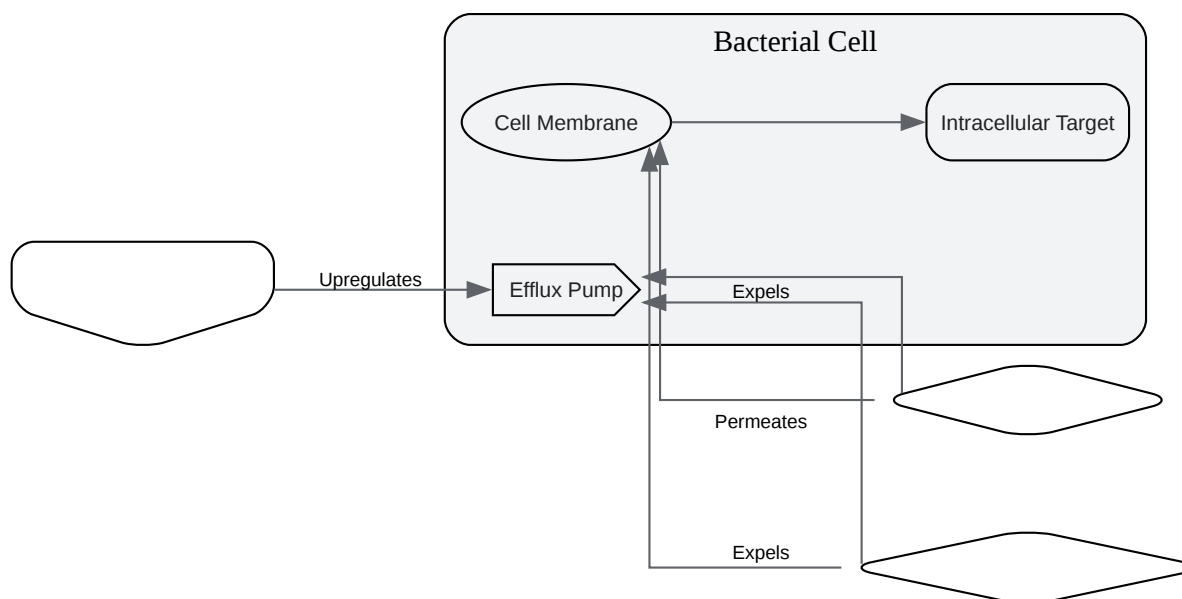 Bacterial Cell
Cell Membrane
Intracellular Target
Upregulates
Efflux Pump
Expels
Permeates
Expels